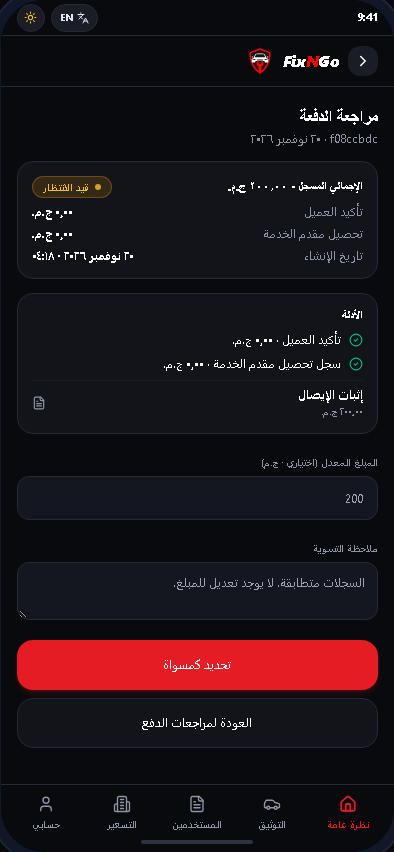 9:41
EN
FixNGo
مراجعة الدفعة
f08ccbdc · ٢٠ نوفمبر ٢٠٢٦
الإجمالي المسجل · ٢٠٠٫٠٠ ج.م.
قيد الانتظار
تأكيد العميل
٠٫٠٠ ج.م.
تحصيل مقدم الخدمة
٠٫٠٠ ج.م.
تاريخ الإنشاء
٢٠ نوفمبر ٢٠٢٦ · ٠٤:١٨
الأدلة
تأكيد العميل · ٠٫٠٠ ج.م.
سجل تحصيل مقدم الخدمة · ٠٫٠٠ ج.م.
إثبات الإيصال
٢٠٠٫٠٠ ج.م.
المبلغ المعدل (اختياري · ج.م)
200
ملاحظة التسوية
السجلات متطابقة. لا يوجد تعديل للمبلغ.
تحديد كمسواة
العودة لمراجعات الدفع
نظرة عامة
التوثيق
المستخدمين
التسعير
حسابي